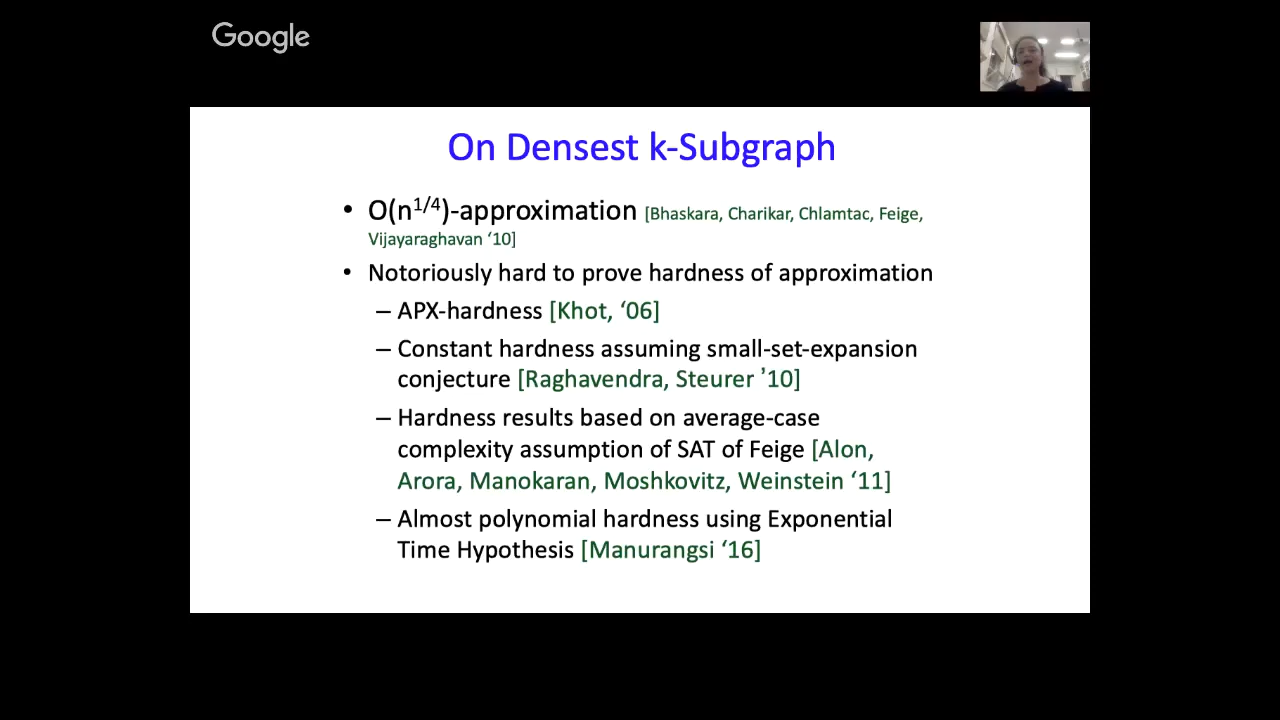 Google
On Densest k-Subgraph
• O(n^1/4)-approximation [Bhaskara, Charikar, Chlamtac, Feige,
Vijayaraghavan ‘10]
• Notoriously hard to prove hardness of approximation
– APX-hardness [Khot, ‘06]
– Constant hardness assuming small-set-expansion
conjecture [Raghavendra, Steurer ’10]
– Hardness results based on average-case
complexity assumption of SAT of Feige [Alon,
Arora, Manokaran, Moshkovitz, Weinstein ‘11]
– Almost polynomial hardness using Exponential
Time Hypothesis [Manurangsi ‘16]